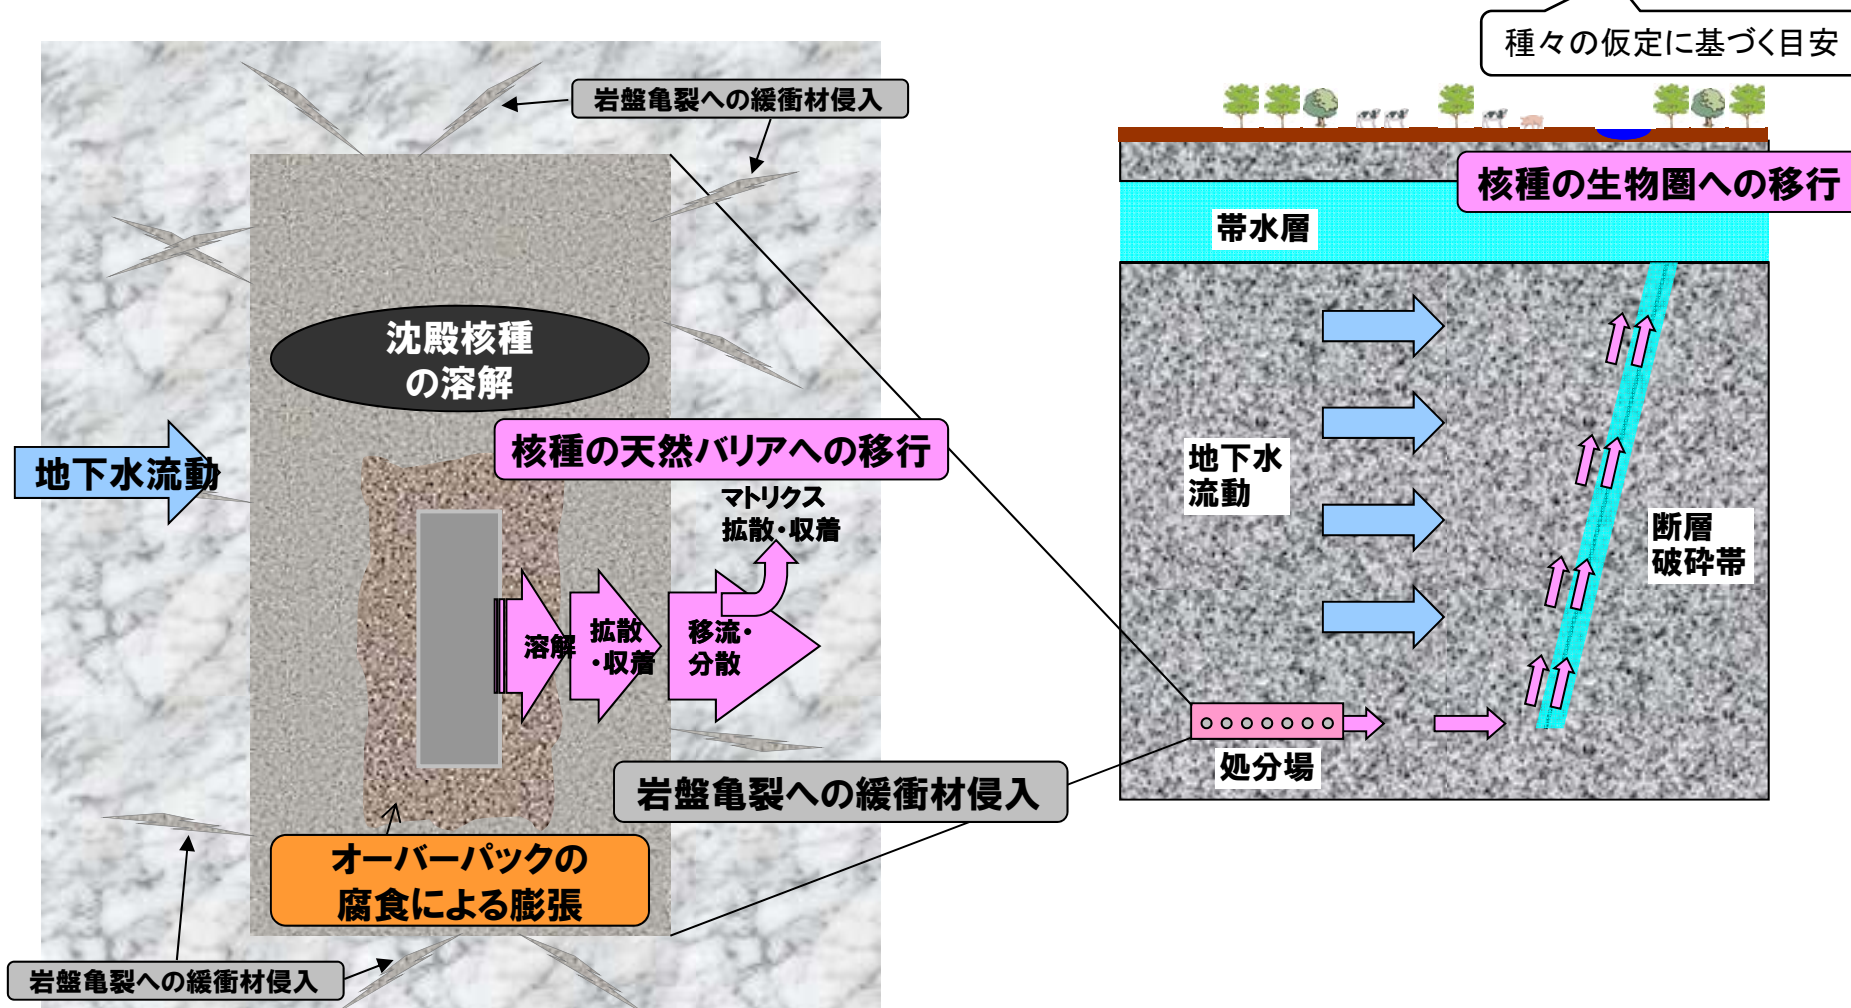 種々の仮定に基づく目安
岩盤亀裂への緩衝材侵入
核種の生物圏への移行
帯水層
沈殿核種
の溶解
核種の天然バリアへの移行
地下水流動
マトリクス
拡散・収着
地下水
流動
断層
破砕帯
溶解
拡散
・収着
移流・
分散
処分場
岩盤亀裂への緩衝材侵入
オーバーパックの
腐食による膨張
岩盤亀裂への緩衝材侵入